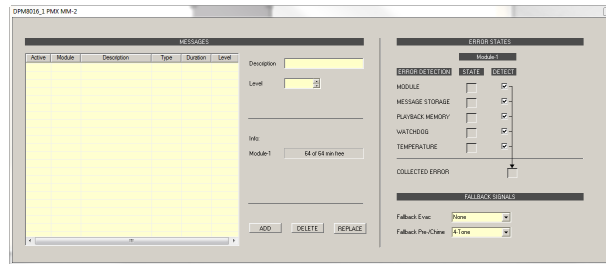 DPM8016_1 PMX MM-2
MESSAGES
Active Module Description Type Duration Level
Description
Level
Info:
Module-1 64 of 64 min free
ADD DELETE REPLACE
ERROR STATES
Module-1
ERROR DETECTION STATE DETECT
MODULE
MESSAGE STORAGE
PLAYBACK MEMORY
WATCHDOG
TEMPERATURE
COLLECTED ERROR
FALLBACK SIGNALS
Fallback Evac None
Fallback Pre-/Chime 4-Tone